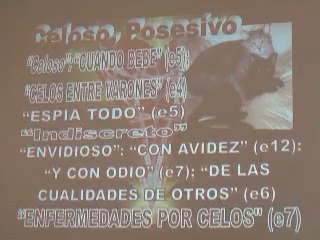 Celoso, Posesivo
"Celoso": "CUANDO BEBE" (e5):
"CELOS ENTRE VARONES" (e4)
"ESPIA TODO" (e5)
"Indiscreto"
"ENVIDIOSO": "CON AVIDEZ" (e12):
"Y CON ODIO" (e7); "DE LAS
CUALIDADES DE OTROS" (e6)
"ENFERMEDADES POR CELOS" (e7)